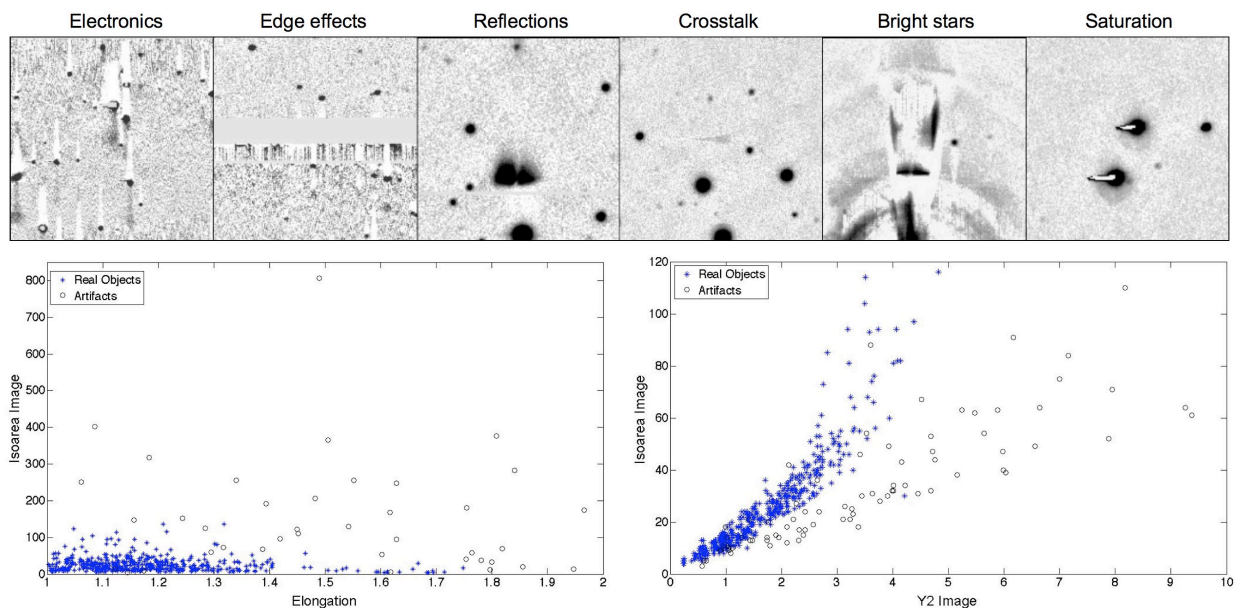 Electronics Edge effects Reflections Crosstalk Bright stars Saturation
Real Objects
Artifacts
Isoarea Image
800
700
600
500
400
300
200
100
0
1 1.1 1.2 1.3 1.4 1.5 1.6 1.7 1.8 1.9 2
Elongation
Real Objects
Artifacts
Isoarea Image
120
100
80
60
40
20
0
0 1 2 3 4 5 6 7 8 9 10
Y2 Image